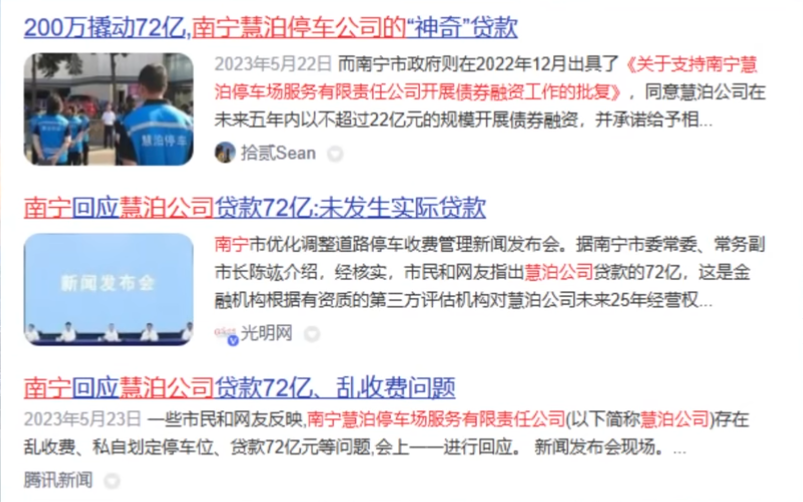 200万撬动72亿,南宁慧泊停车公司的“神奇”贷款
2023年5月22日 而南宁市政府则在2022年12月出具了《关于支持南宁慧
泊停车场服务有限责任公司开展债券融资工作的批复》，同意慧泊公司在
未来五年内以不超过22亿元的规模开展债券融资，并承诺给予相...
慧泊停车
拾贰Sean
南宁回应慧泊公司贷款72亿:未发生实际贷款
南宁市优化调整道路停车收费管理新闻发布会。据南宁市委常委、常务副
市长陈竑介绍，经核实，市民和网友指出慧泊公司贷款的72亿，这是金
融机构根据有资质的第三方评估机构对慧泊公司未来25年经营权...
新闻发布会
光明网
南宁回应慧泊公司贷款72亿、乱收费问题
2023年5月23日 一些市民和网友反映,南宁慧泊停车场服务有限责任公司(以下简称慧泊公司)存在
乱收费、私自划定停车位、贷款72亿元等问题,会上一一进行回应。 新闻发布会现场。...
腾讯新闻